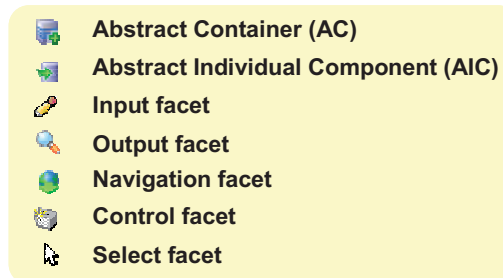 Abstract Container (AC)
Abstract Individual Component (AIC)
Input facet
Output facet
Navigation facet
Control facet
Select facet